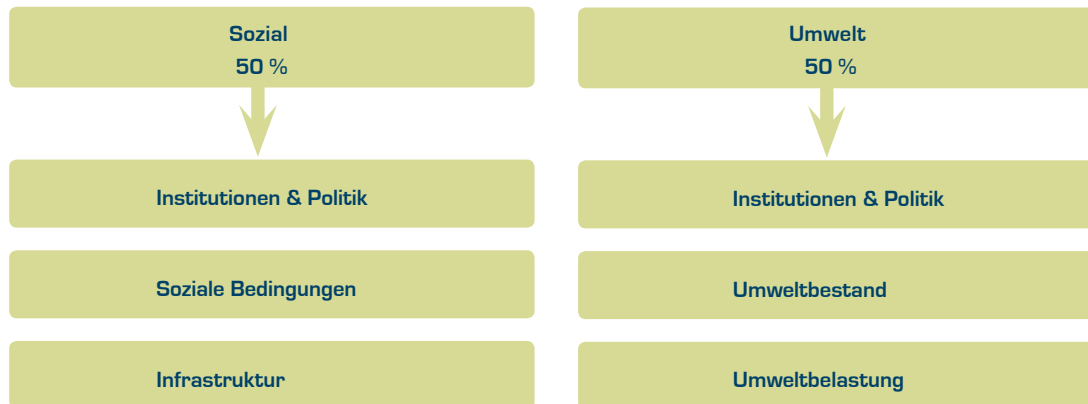 Sozial
50 %
Institutionen & Politik
Soziale Bedingungen
Infrastruktur
Umwelt
50 %
Institutionen & Politik
Umweltbestand
Umweltbelastung